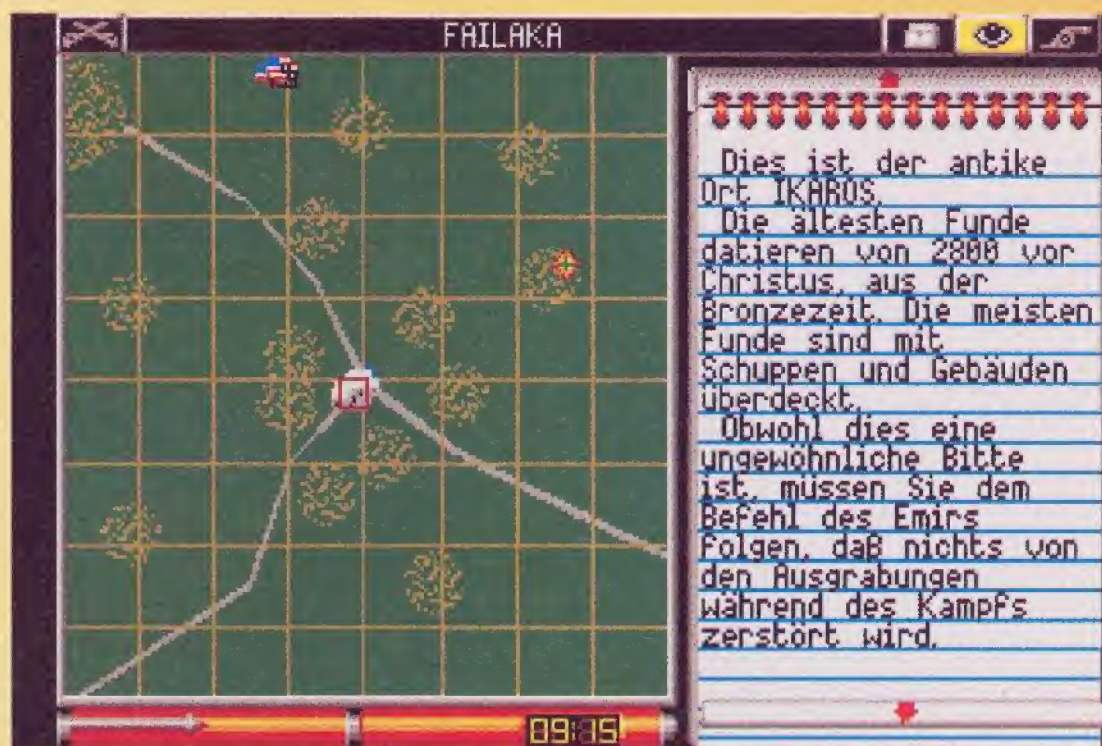 FAILAKA
Dies ist der antike
Ort IKAROS.
Die ältesten Funde
datieren von 2800 vor
Christus, aus der
Bronzezeit. Die meisten
Funde sind mit
Schuppen und Gebäuden
überdeckt.
Obwohl dies eine
ungewöhnliche Bitte
ist, müssen Sie dem
Befehl des Emirs
folgen, daß nichts von
den Ausgrabungen
während des Kampfs
zerstört wird.
09:15